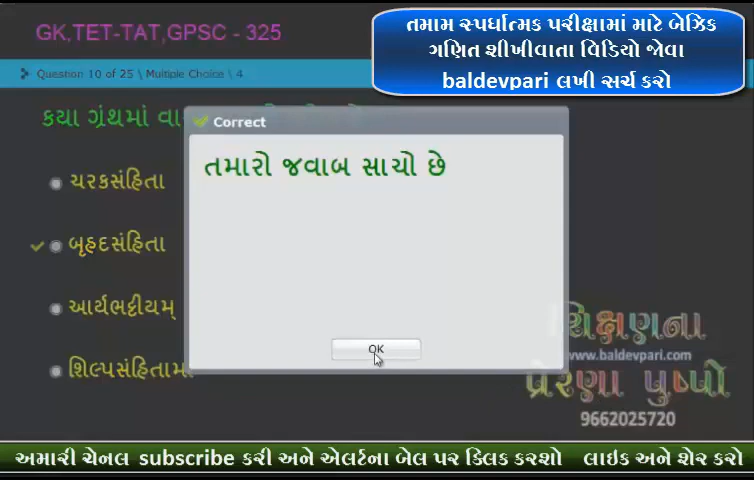 GK,TET-TAT,GPSC - 325
તમામ સ્પર્ધાત્મક પરીક્ષામાં માટે બેઝિક
ગણિત શીખીવાતા વિડિયો જોવા
baldevpari લખી સર્ચ કરો
Question 10 of 25 \ Multiple Choice \ 4
કયા ગ્રંથમાં
Correct
તમારો જવાબ સાચો છે
ચરકસંહિતા
બૃહદસંહિતા
આર્યભટ્ટીયમ્
શિલ્પસંહિતામાં
OK
શિક્ષણના
www.baldevpari.com
પ્રેરણા પુષ્પો
9662025720
અમારી ચેનલ subscribe કરી અને એલર્ટના બેલ પર ક્લિક કરશો લાઇક અને શેર કરો